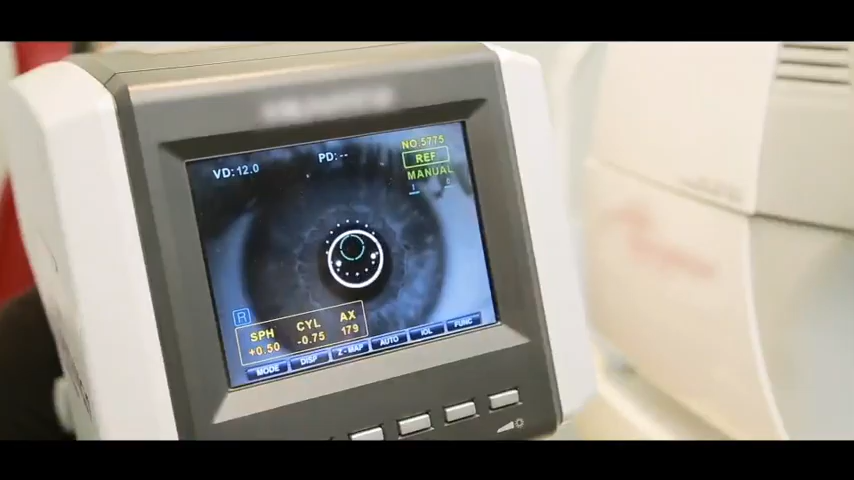 NO:5775
VD:12.0 PD:-- REF
MANUAL
1
R
SPH CYL AX
+0.50 -0.75 179
MODE DISP Z-MAP AUTO IOL FUNC